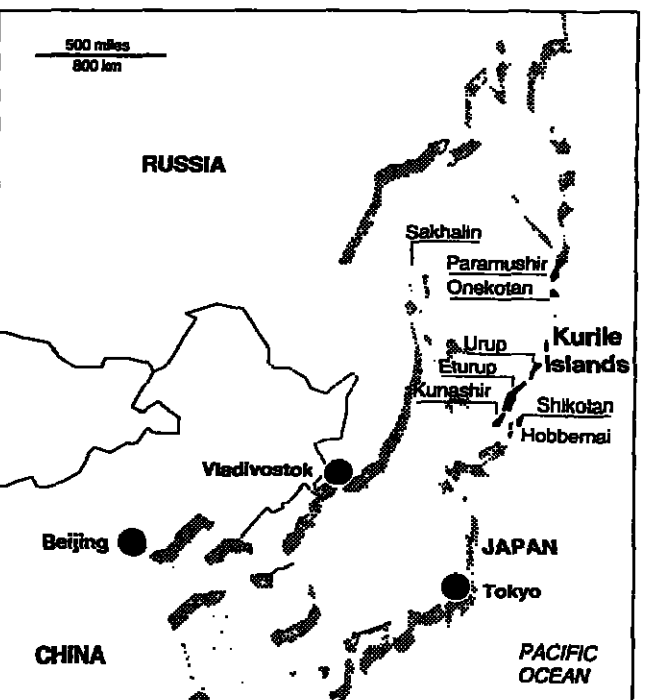 500 miles
800 km
RUSSIA
Sakhalin
Paramushir
Onekotan
Kurile
Islands
Urup
Eturup
Kunashir
Shikotan
Hobbemai
Vladivostok
Beijing
JAPAN
Tokyo
CHINA
PACIFIC
OCEAN